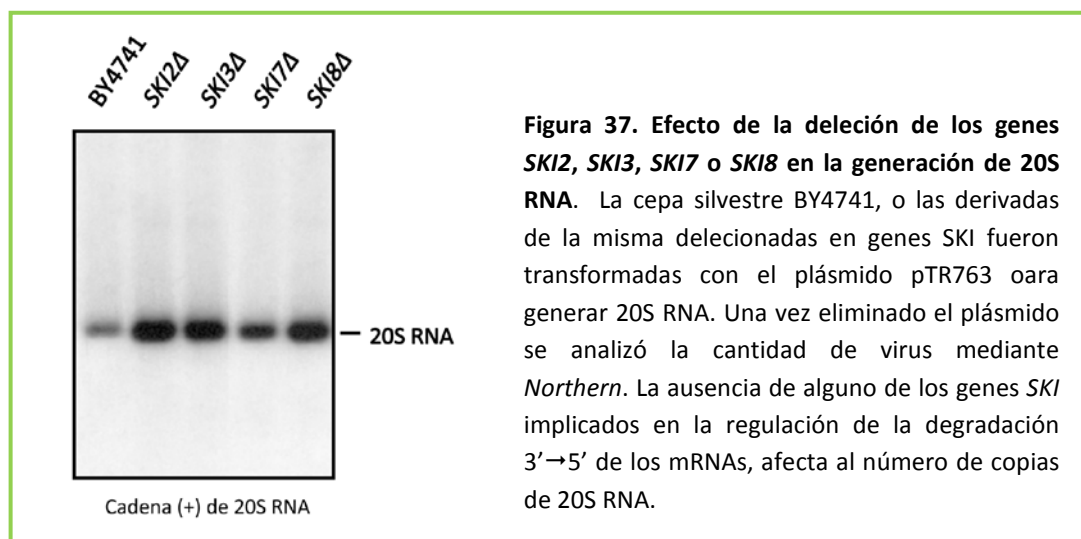 BY4741
SKI2Δ
SKI3Δ
SKI7Δ
SKI8Δ
20S RNA
Cadena (+) de 20S RNA
Figura 37. Efecto de la deleción de los genes
SKI2, SKI3, SKI7 o SKI8 en la generación de 20S
RNA. La cepa silvestre BY4741, o las derivadas
de la misma delecionadas en genes SKI fueron
transformadas con el plásmido pTR763 oara
generar 20S RNA. Una vez eliminado el plásmido
se analizó la cantidad de virus mediante
Northern. La ausencia de alguno de los genes SKI
implicados en la regulación de la degradación
3’→5’ de los mRNAs, afecta al número de copias
de 20S RNA.